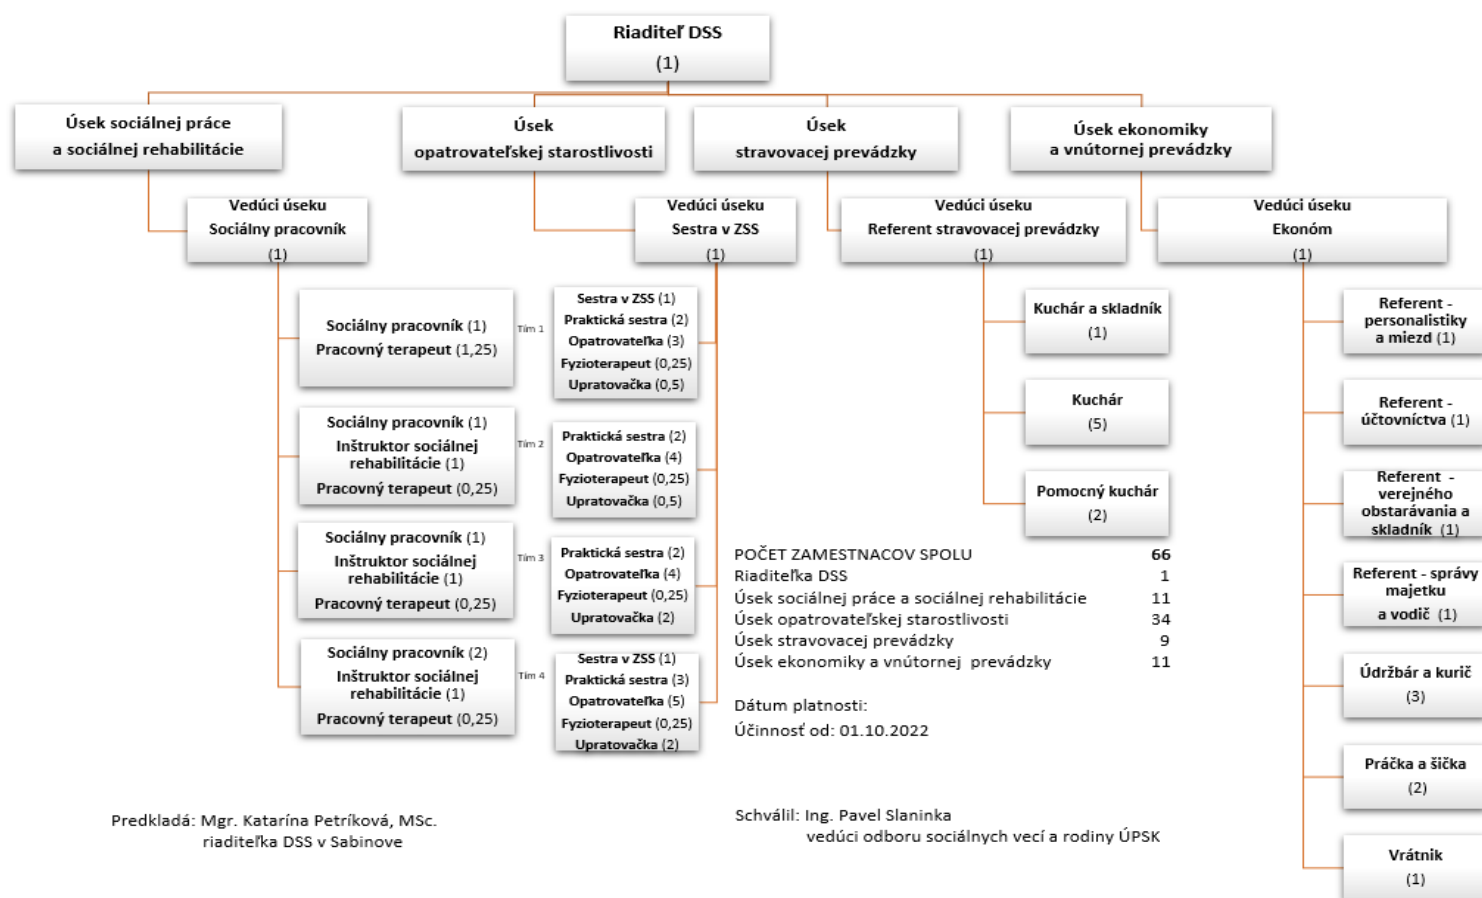 Riaditeľ DSS
(1)
Úsek sociálnej práce
a sociálnej rehabilitácie
Úsek
opatrovateľskej starostlivosti
Úsek
stravovacej prevádzky
Úsek ekonomiky
a vnútornej prevádzky
Vedúci úseku
Sociálny pracovník
(1)
Vedúci úseku
Sestra v ZSS
(1)
Vedúci úseku
Referent stravovacej prevádzky
(1)
Vedúci úseku
Ekonóm
(1)
Sociálny pracovník (1)
Pracovný terapeut (1,25)
Tím 1
Sestra v ZSS (1)
Praktická sestra (2)
Opatrovateľka (3)
Fyzioterapeut (0,25)
Upratovačka (0,5)
Sociálny pracovník (1)
Inštruktor sociálnej
rehabilitácie (1)
Pracovný terapeut (0,25)
Tím 2
Praktická sestra (2)
Opatrovateľka (4)
Fyzioterapeut (0,25)
Upratovačka (0,5)
Sociálny pracovník (1)
Inštruktor sociálnej
rehabilitácie (1)
Pracovný terapeut (0,25)
Tím 3
Praktická sestra (2)
Opatrovateľka (4)
Fyzioterapeut (0,25)
Upratovačka (2)
Sociálny pracovník (2)
Inštruktor sociálnej
rehabilitácie (1)
Pracovný terapeut (0,25)
Tím 4
Sestra v ZSS (1)
Praktická sestra (3)
Opatrovateľka (5)
Fyzioterapeut (0,25)
Upratovačka (2)
Kuchár a skladník
(1)
Kuchár
(5)
Pomocný kuchár
(2)
Referent -
personalistiky
a miezd (1)
Referent -
účtovníctva (1)
Referent -
verejného
obstarávania a
skladník (1)
Referent - správy
majetku
a vodič (1)
Údržbár a kurič
(3)
Práčka a šička
(2)
Vrátnik
(1)
POČET ZAMESTNACOV SPOLU 66
Riaditeľka DSS 1
Úsek sociálnej práce a sociálnej rehabilitácie 11
Úsek opatrovateľskej starostlivosti 34
Úsek stravovacej prevádzky 9
Úsek ekonomiky a vnútornej prevádzky 11
Dátum platnosti:
Účinnosť od: 01.10.2022
Predkladá: Mgr. Katarína Petríková, MSc.
riaditeľka DSS v Sabinove
Schválil: Ing. Pavel Slaninka
vedúci odboru sociálnych vecí a rodiny ÚPSK